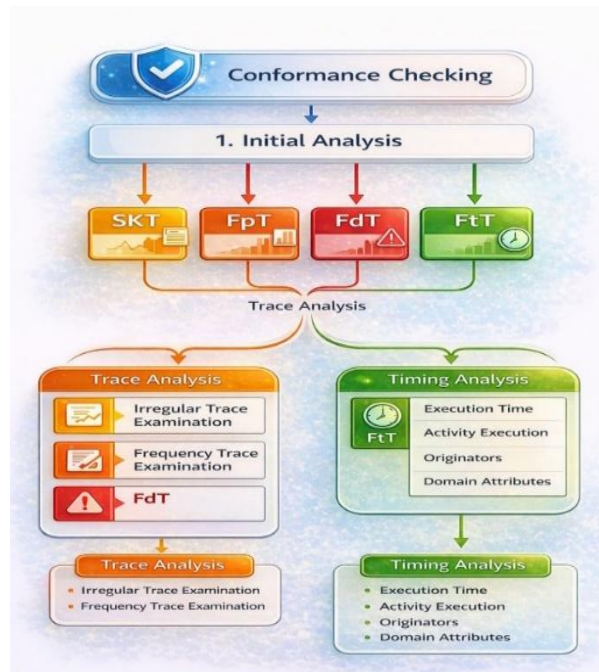 Conformance Checking
1. Initial Analysis
SKT
FpT
FdT
FtT
Trace Analysis
Trace Analysis
Irregular Trace
Examination
Frequency Trace
Examination
FdT
Timing Analysis
FtT
Execution Time
Activity Execution
Originators
Domain Attributes
Trace Analysis
• Irregular Trace Examination
• Frequency Trace Examination
Timing Analysis
• Execution Time
• Activity Execution
• Originators
• Domain Attributes